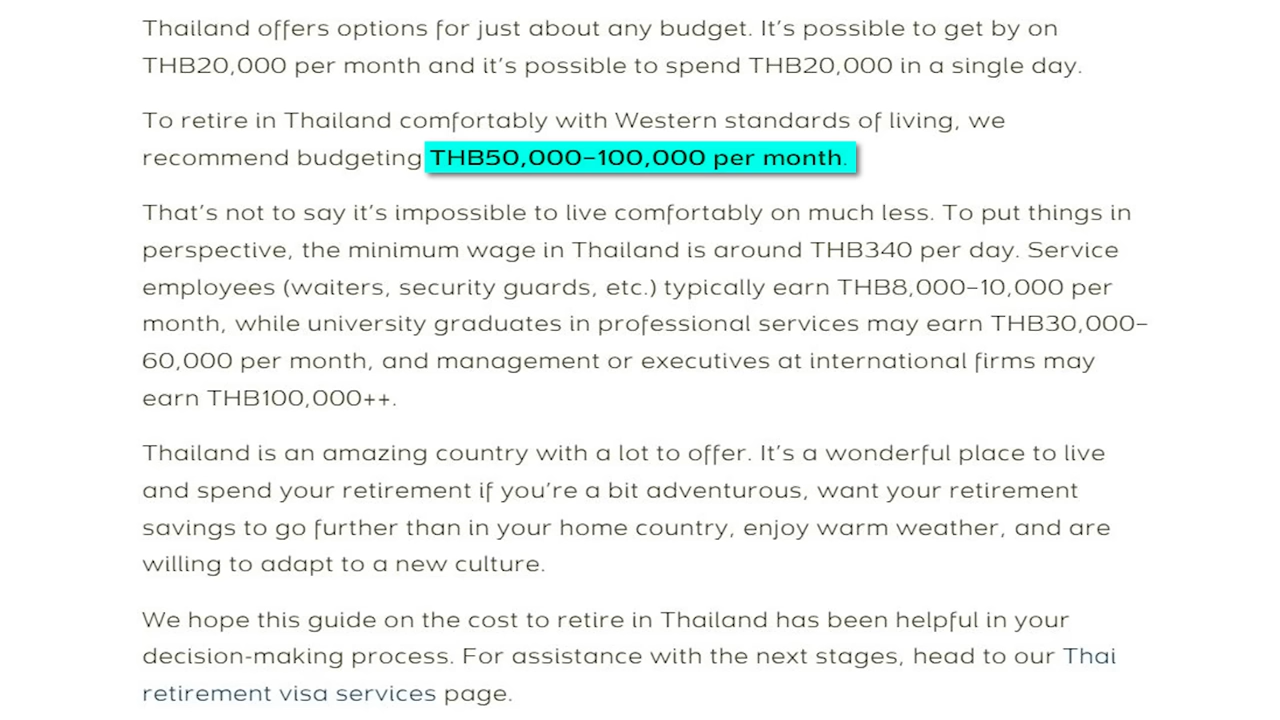 Thailand offers options for just about any budget. It's possible to get by on
THB20,000 per month and it's possible to spend THB20,000 in a single day.
To retire in Thailand comfortably with Western standards of living, we
recommend budgeting THB50,000–100,000 per month.
That's not to say it's impossible to live comfortably on much less. To put things in
perspective, the minimum wage in Thailand is around THB340 per day. Service
employees (waiters, security guards, etc.) typically earn THB8,000–10,000 per
month, while university graduates in professional services may earn THB30,000–
60,000 per month, and management or executives at international firms may
earn THB100,000++.
Thailand is an amazing country with a lot to offer. It's a wonderful place to live
and spend your retirement if you're a bit adventurous, want your retirement
savings to go further than in your home country, enjoy warm weather, and are
willing to adapt to a new culture.
We hope this guide on the cost to retire in Thailand has been helpful in your
decision-making process. For assistance with the next stages, head to our Thai
retirement visa services page.